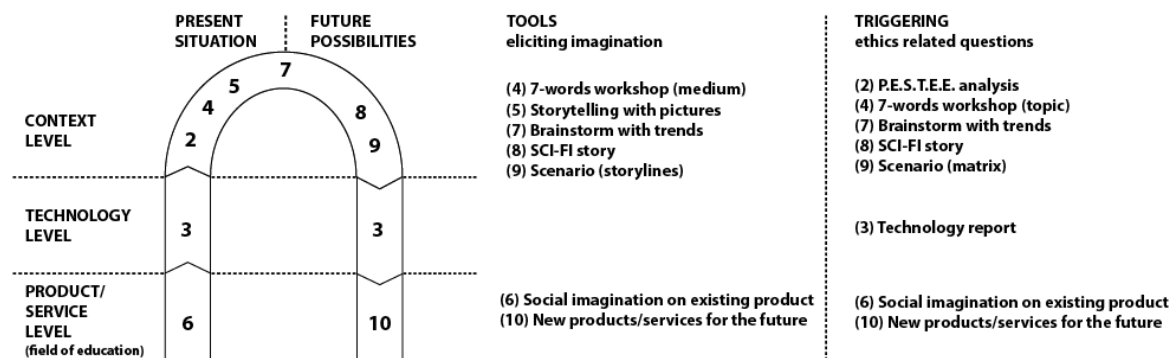 PRESENT SITUATION
FUTURE POSSIBILITIES
TOOLS
eliciting imagination
TRIGGERING
ethics related questions
CONTEXT LEVEL
2
4
5
7
8
9
(4) 7-words workshop (medium)
(5) Storytelling with pictures
(7) Brainstorm with trends
(8) SCI-FI story
(9) Scenario (storylines)
(2) P.E.S.T.E.E. analysis
(4) 7-words workshop (topic)
(7) Brainstorm with trends
(8) SCI-FI story
(9) Scenario (matrix)
TECHNOLOGY LEVEL
3
3
(3) Technology report
PRODUCT/
SERVICE
LEVEL
(field of education)
6
10
(6) Social imagination on existing product
(10) New products/services for the future
(6) Social imagination on existing product
(10) New products/services for the future